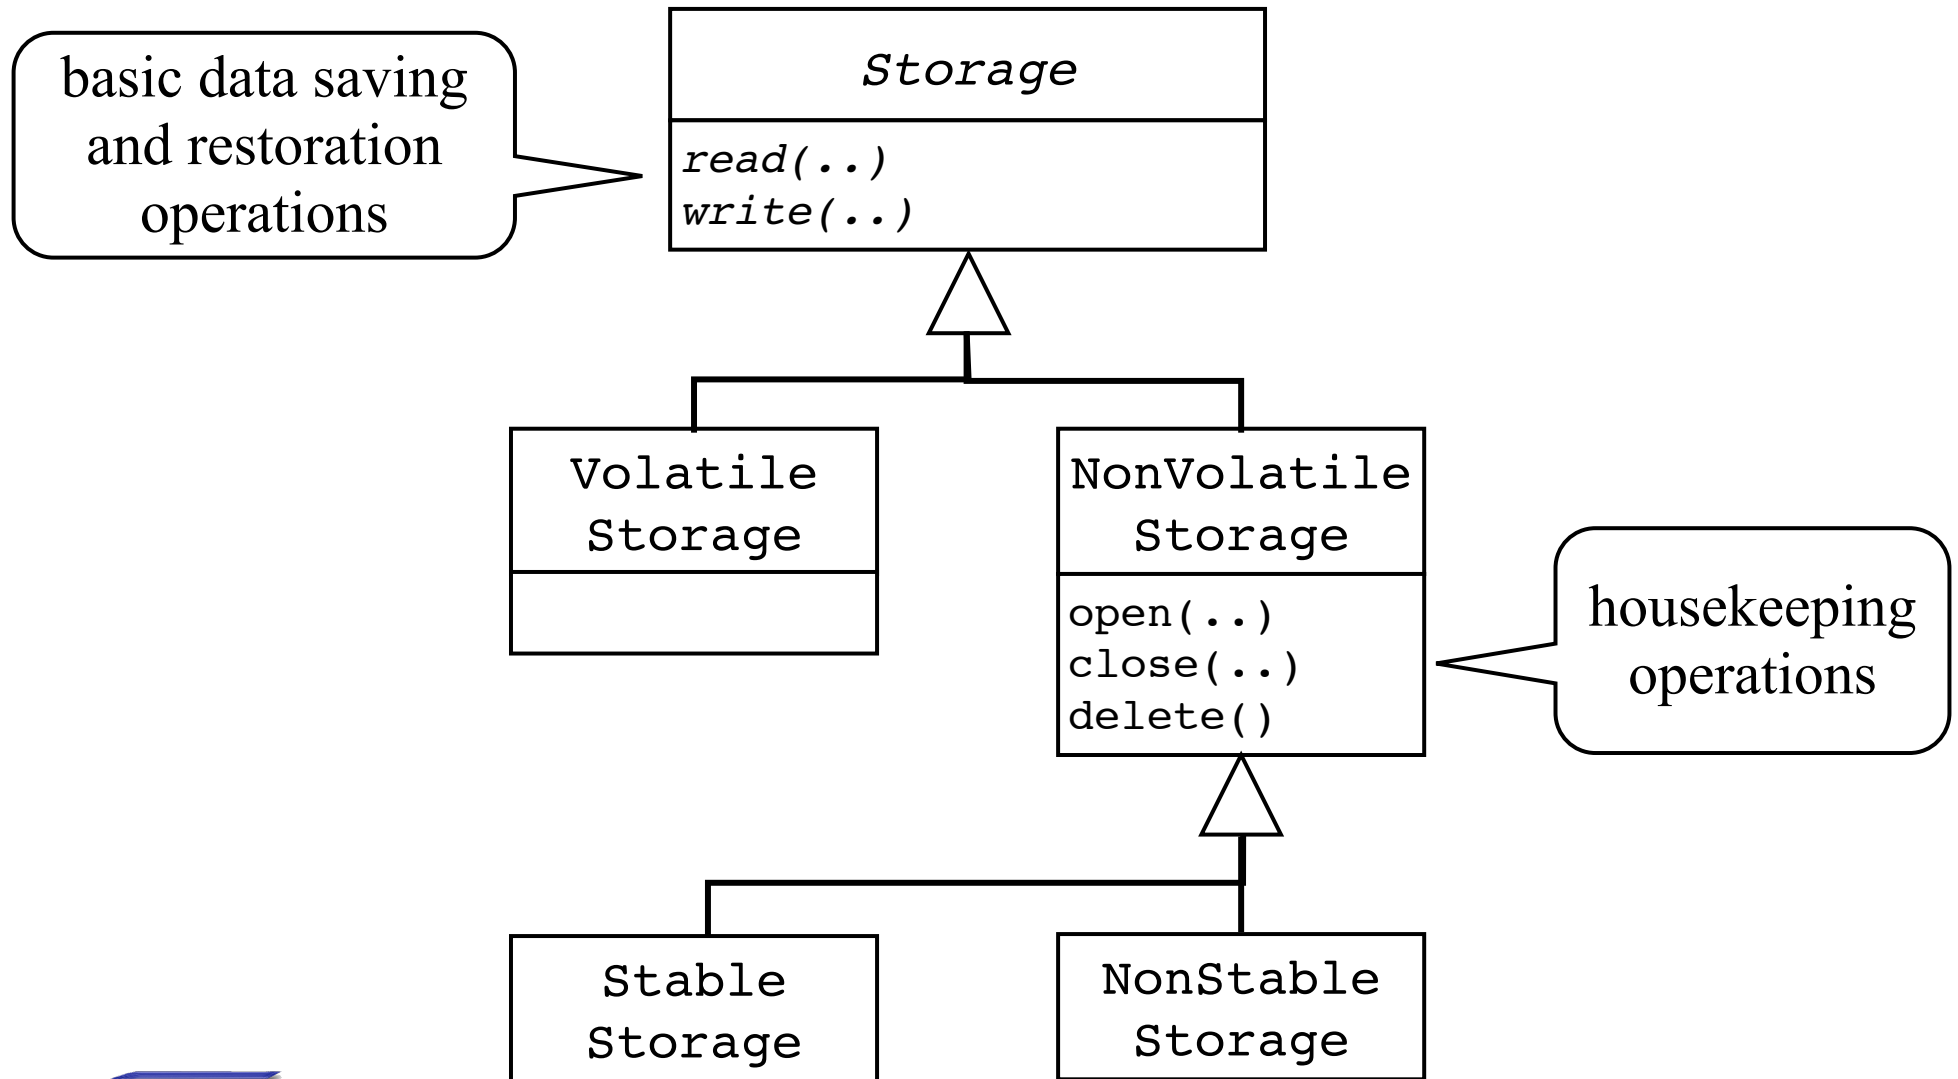 basic data saving
and restoration
operations
Storage
read(..)
write(..)
Volatile
Storage
NonVolatile
Storage
open(..)
close(..)
delete()
housekeeping
operations
Stable
Storage
NonStable
Storage